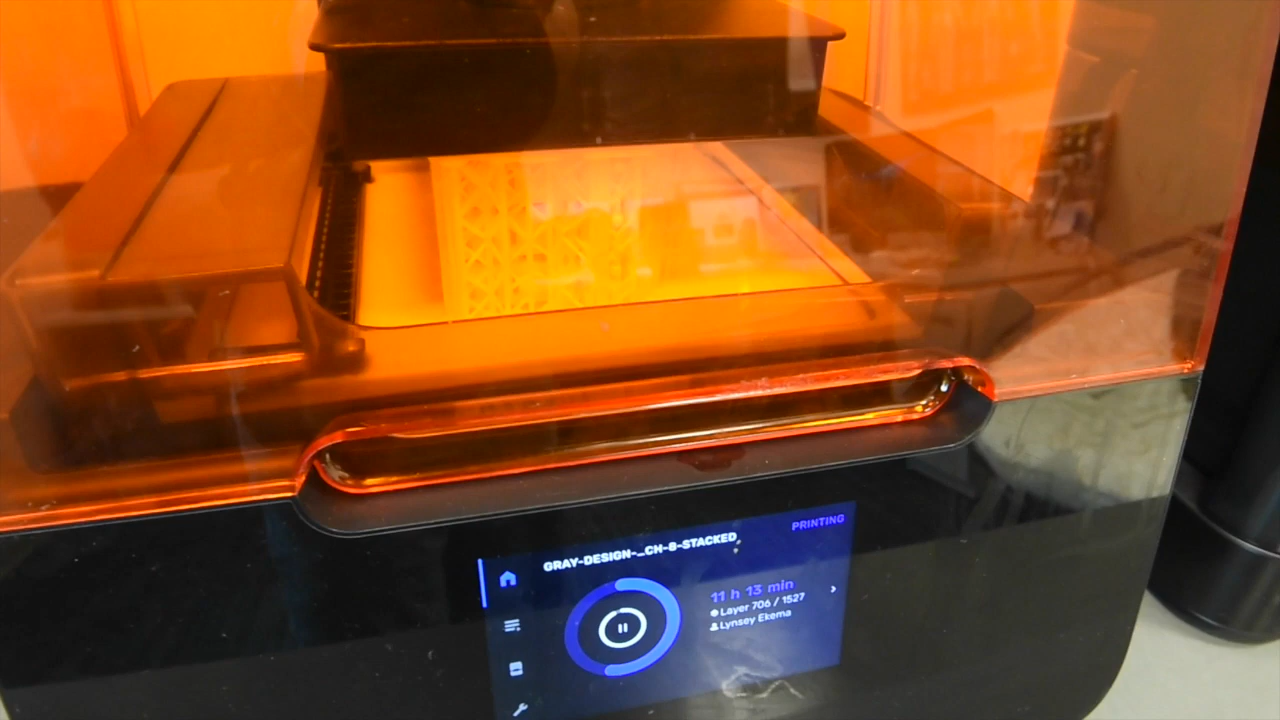 PRINTING
GRAY-DESIGN-_CH-8-STACKED
11 h 13 min
Layer 706 / 1527
Lynsey Ekema